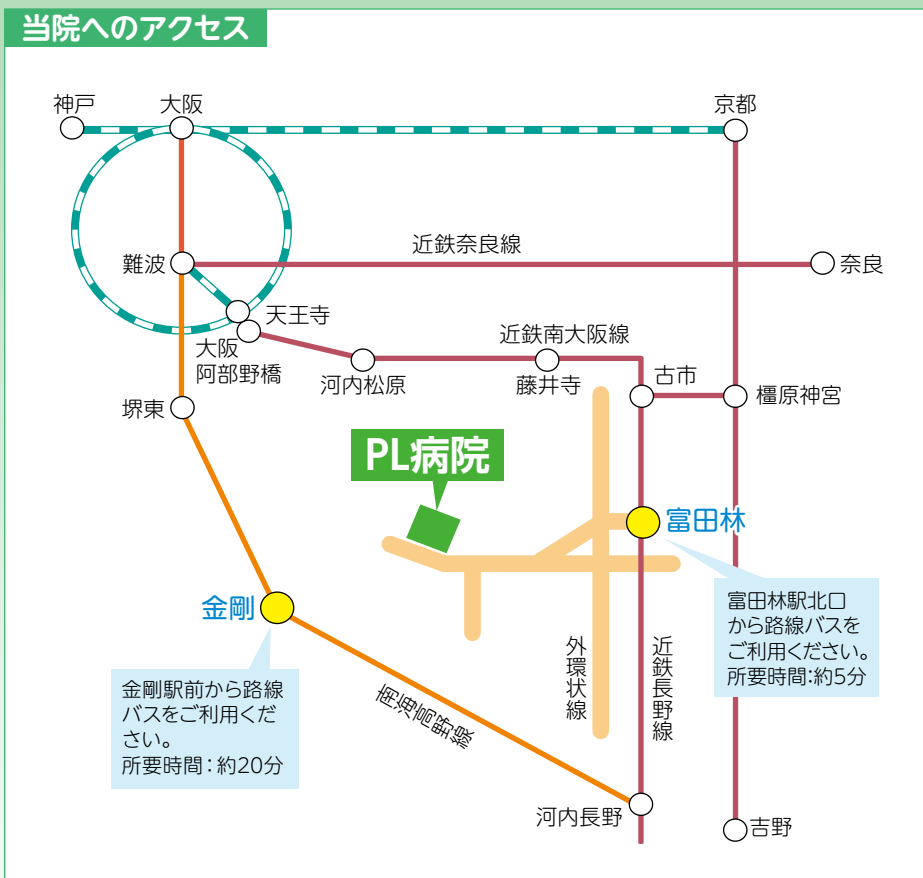 当院へのアクセス
神戸
大阪
京都
近鉄奈良線
難波
奈良
天王寺
大阪
阿部野橋
近鉄南大阪線
河内松原
藤井寺
古市
橿原神宮
堺東
PL病院
富田林
富田林駅北口
から路線バスを
ご利用ください。
所要時間:約5分
金剛
金剛駅前から路線
バスをご利用くだ
さい。
所要時間:約20分
南海高野線
外環状線
近鉄長野線
河内長野
吉野